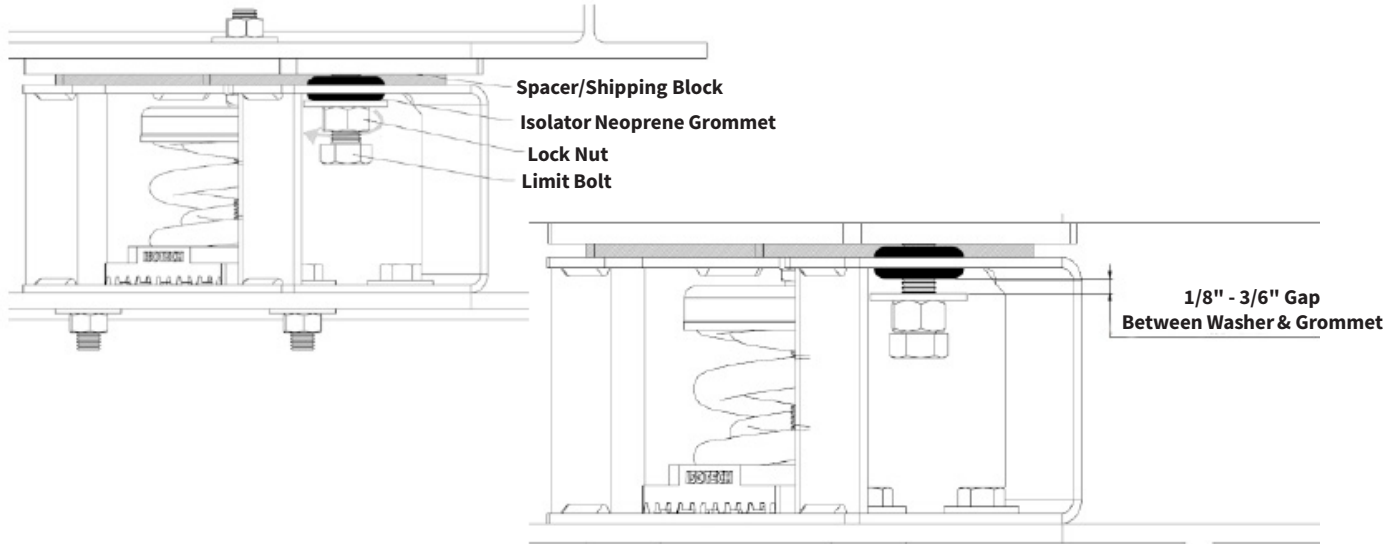 Spacer/Shipping Block
Isolator Neoprene Grommet
Lock Nut
Limit Bolt
1/8" - 3/6" Gap
Between Washer & Grommet
ISOTECH